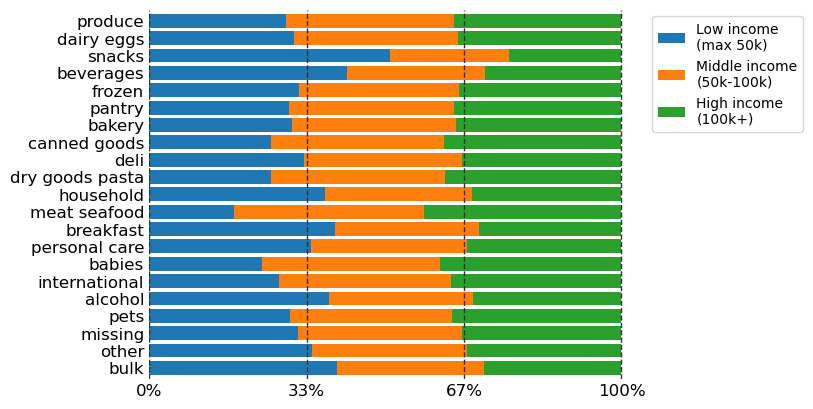 produce
dairy eggs
snacks
beverages
frozen
pantry
bakery
canned goods
deli
dry goods pasta
household
meat seafood
breakfast
personal care
babies
international
alcohol
pets
missing
other
bulk
0%
33%
67%
100%
Low income
(max 50k)
Middle income
(50k-100k)
High income
(100k+)